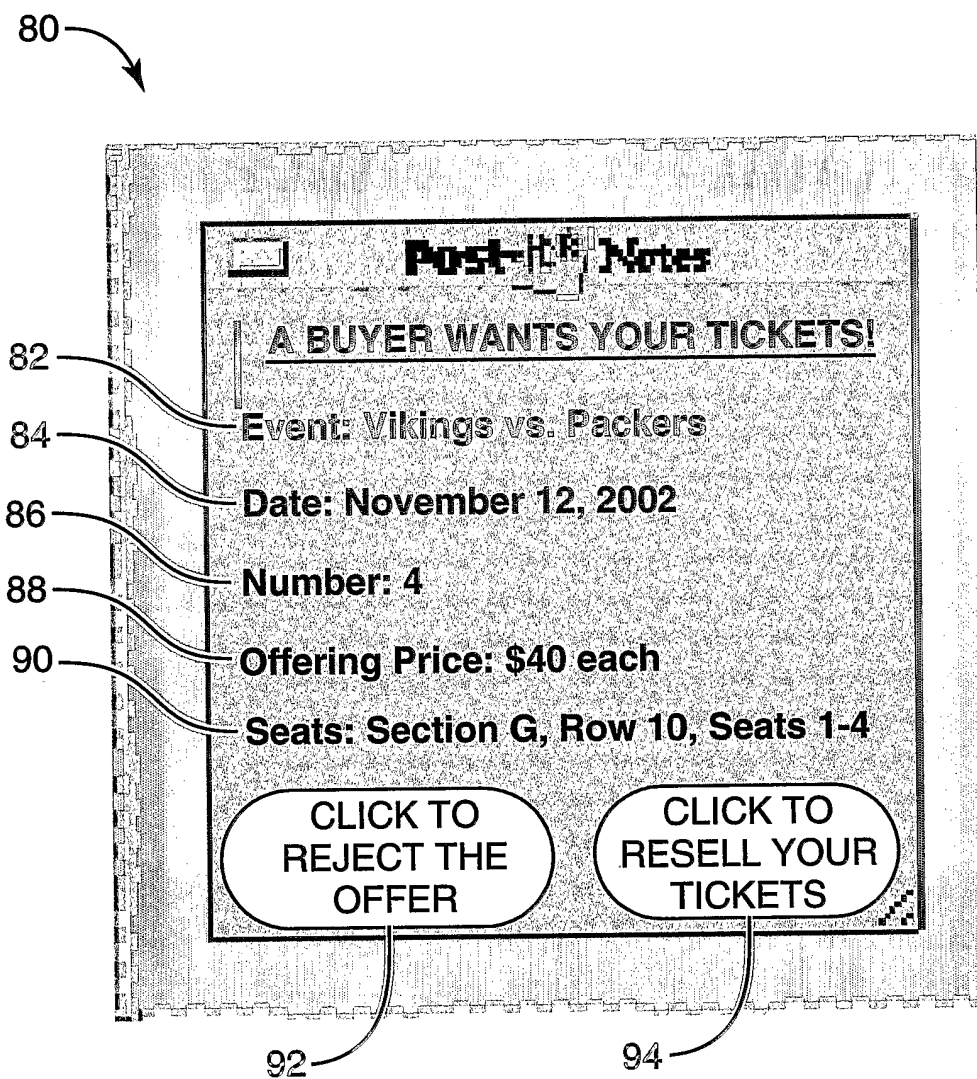 80
Post-it® Notes
A BUYER WANTS YOUR TICKETS!
82
Event: Vikings vs. Packers
84
Date: November 12, 2002
86
Number: 4
88
Offering Price: $40 each
90
Seats: Section G, Row 10, Seats 1-4
CLICK TO
REJECT THE
OFFER
CLICK TO
RESELL YOUR
TICKETS
92
94